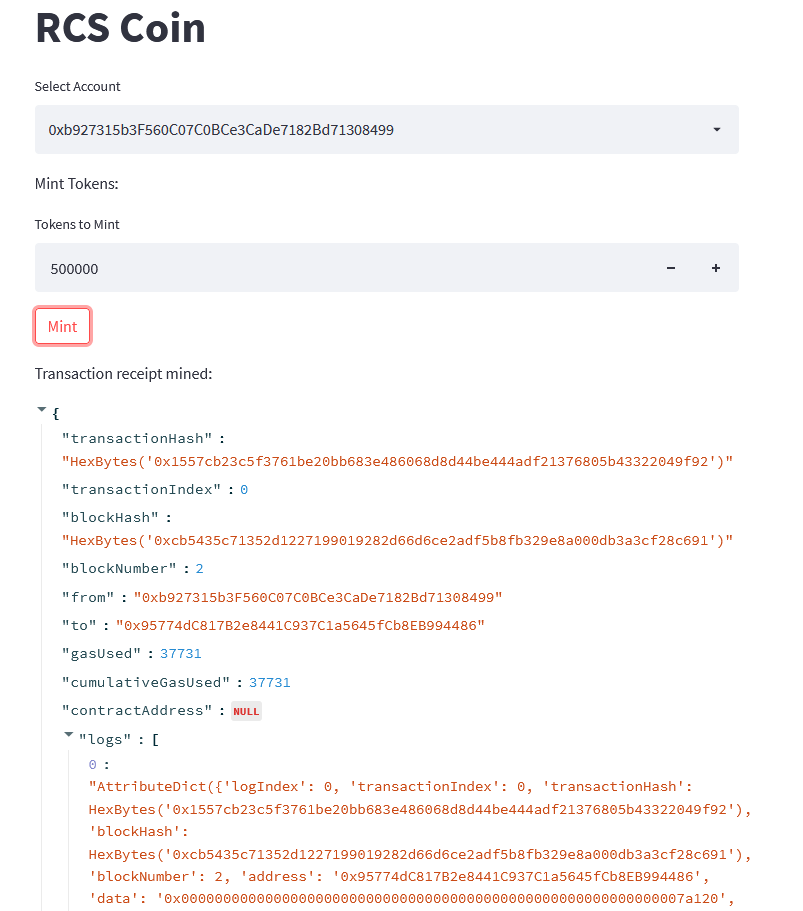 RCS Coin
Select Account
0xb927315b3F560C07C0BCe3CaDe7182Bd71308499
Mint Tokens:
Tokens to Mint
500000
Mint
Transaction receipt mined:
{
"transactionHash" :
"HexBytes('0x1557cb23c5f3761be20bb683e486068d8d44be444adf21376805b43322049f92')"
"transactionIndex" : 0
"blockHash" :
"HexBytes('0xcb5435c71352d1227199019282d66d6ce2adf5b8fb329e8a000db3a3cf28c691')"
"blockNumber" : 2
"from" : "0xb927315b3F560C07C0BCe3CaDe7182Bd71308499"
"to" : "0x95774dC817B2e8441C937C1a5645fCb8EB994486"
"gasUsed" : 37731
"cumulativeGasUsed" : 37731
"contractAddress" : NULL
"logs" : [
0 :
"AttributeDict({'logIndex': 0, 'transactionIndex': 0, 'transactionHash':
HexBytes('0x1557cb23c5f3761be20bb683e486068d8d44be444adf21376805b43322049f92'),
'blockHash':
HexBytes('0xcb5435c71352d1227199019282d66d6ce2adf5b8fb329e8a000db3a3cf28c691'),
'blockNumber': 2, 'address': '0x95774dC817B2e8441C937C1a5645fCb8EB994486',
'data': '0x000000000000000000000000000000000000000000000000000000000007a120',